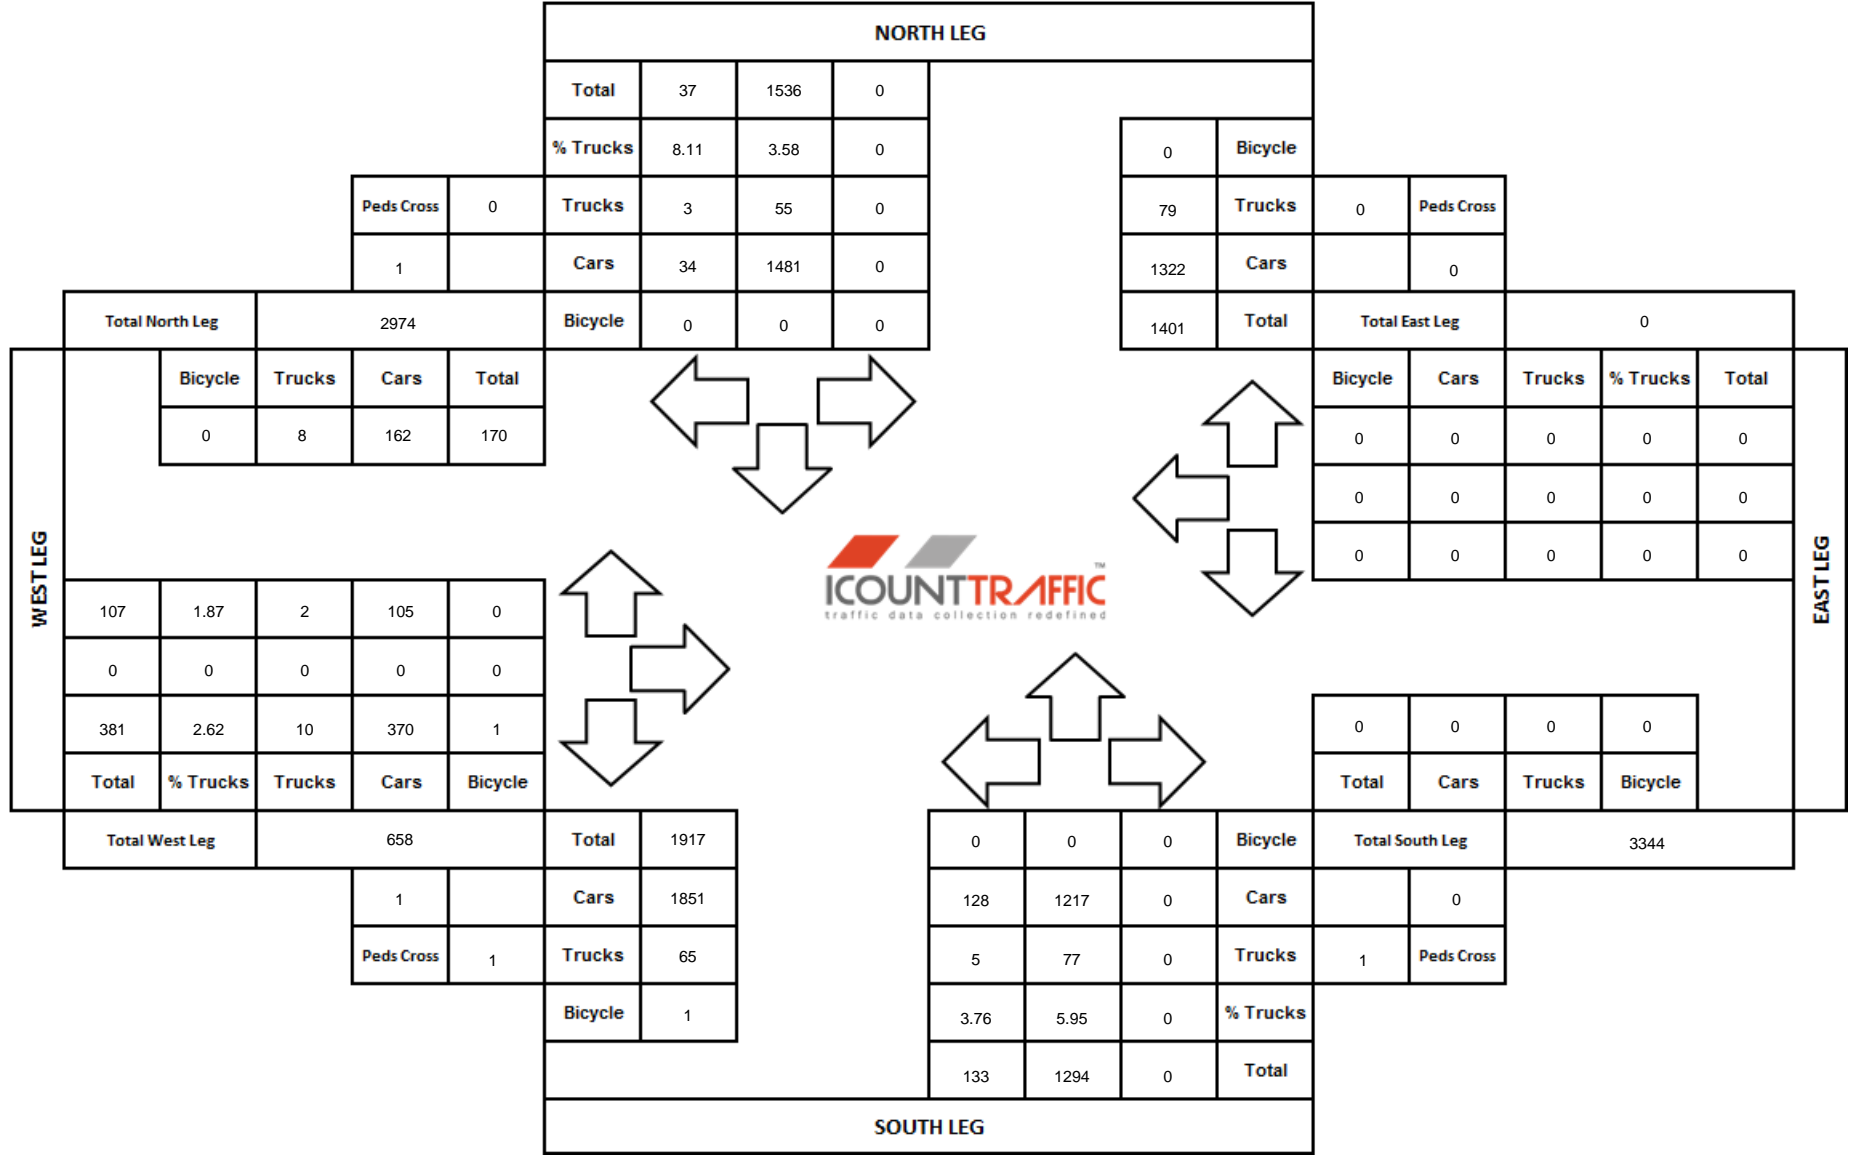 NORTH LEG
Total 37 1536 0
% Trucks 8.11 3.58 0 0 Bicycle
Peds Cross 0 Trucks 3 55 0 79 Trucks 0 Peds Cross
1 Cars 34 1481 0 1322 Cars 0
Total North Leg 2974 Bicycle 0 0 0 1401 Total Total East Leg 0
Bicycle Trucks Cars Total Bicycle Cars Trucks % Trucks Total
0 8 162 170 0 0 0 0 0
0 0 0 0 0
0 0 0 0 0
WEST LEG
EAST LEG
ICOUNTTRAFFIC TM
traffic data collection redefined
107 1.87 2 105 0
0 0 0 0 0
381 2.62 10 370 1 0 0 0 0
Total % Trucks Trucks Cars Bicycle Total Cars Trucks Bicycle
Total West Leg 658 Total 1917 0 0 0 Bicycle Total South Leg 3344
1 Cars 1851 128 1217 0 Cars 0
Peds Cross 1 Trucks 65 5 77 0 Trucks 1 Peds Cross
Bicycle 1 3.76 5.95 0 % Trucks
133 1294 0 Total
SOUTH LEG